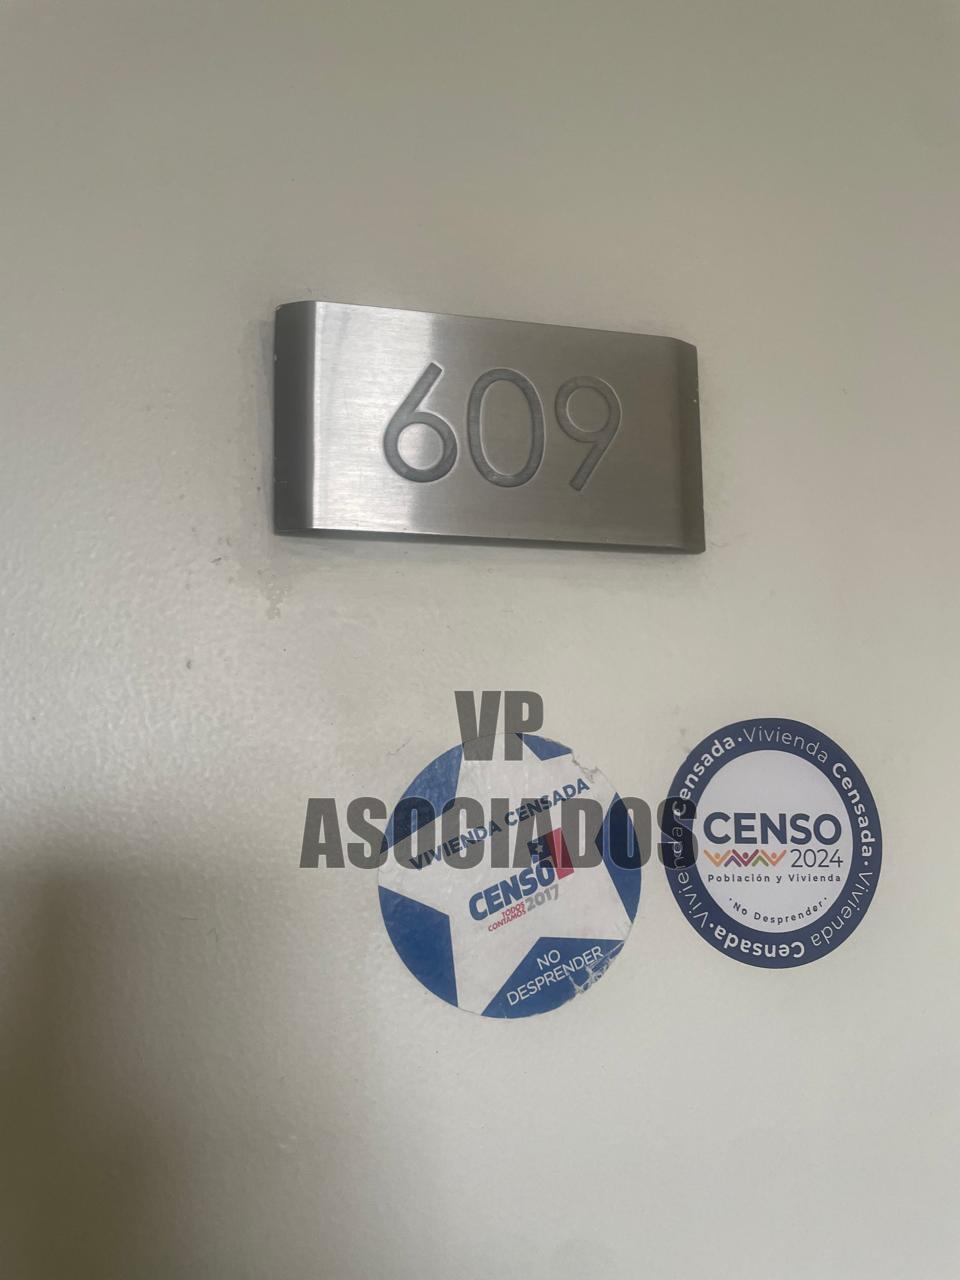 609
VP
ASOCIADOS
VIVIENDA CENSADA
CENSO
TODOS
CONTAMOS 2017
NO
DESPRENDER
Vivienda Censada · Vivienda Censada · Vivienda Censada ·
CENSO
2024
Población y Vivienda
· No Desprender ·